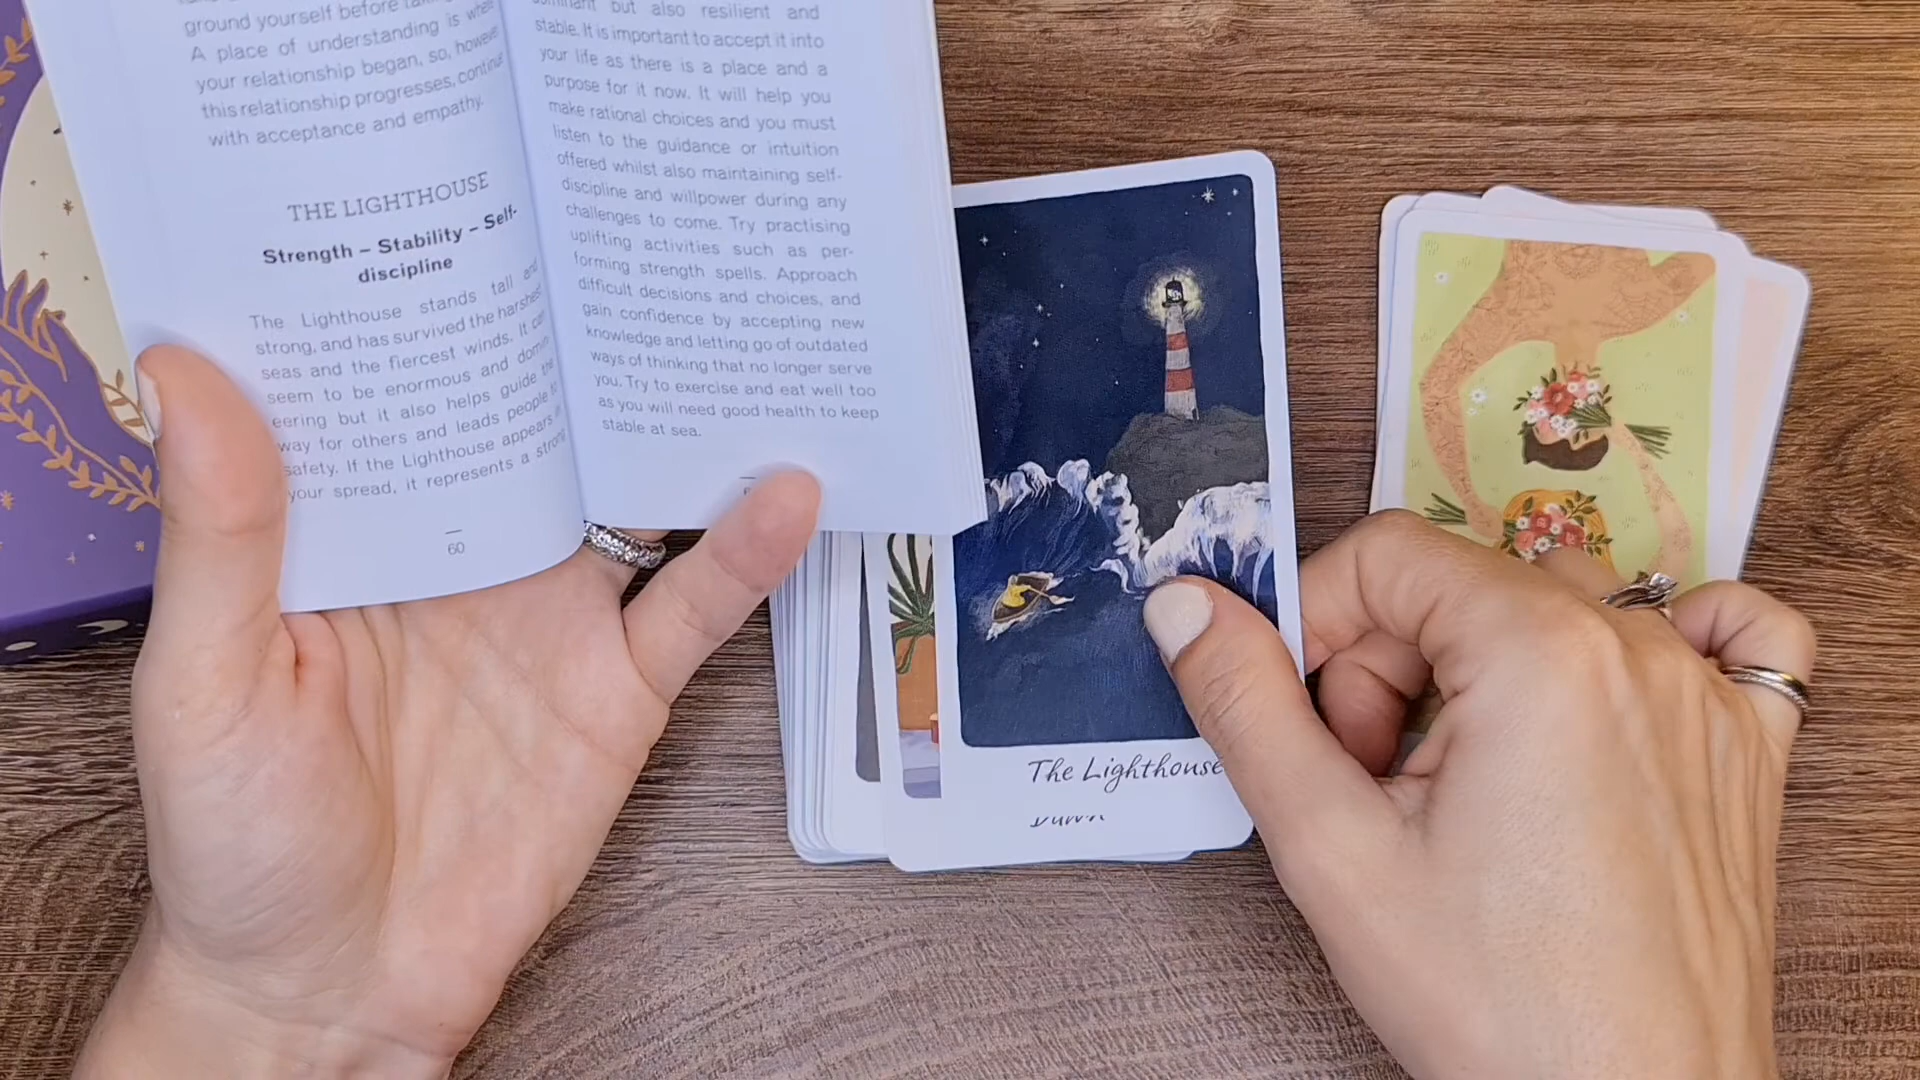 ground yourself before
A place of understanding is
your relationship began, so, however
this relationship progresses,
with acceptance and empathy.
THE LIGHTHOUSE
Strength – Stability – Self-
discipline
The Lighthouse stands tall and
strong, and has survived the harshest
seas and the fiercest winds. It can
seem to be enormous and domin-
eering but it also helps guide the
way for others and leads people to
safety. If the Lighthouse appears in
your spread, it represents a strong,
60
but also resilient and
stable. It is important to accept it into
your life as there is a place and a
purpose for it now. It will help you
make rational choices and you must
listen to the guidance or intuition
offered whilst also maintaining self-
discipline and willpower during any
challenges to come. Try practising
uplifting activities such as per-
forming strength spells. Approach
difficult decisions and choices, and
gain confidence by accepting new
knowledge and letting go of outdated
ways of thinking that no longer serve
you. Try to exercise and eat well too
as you will need good health to keep
stable at sea.
The Lighthouse